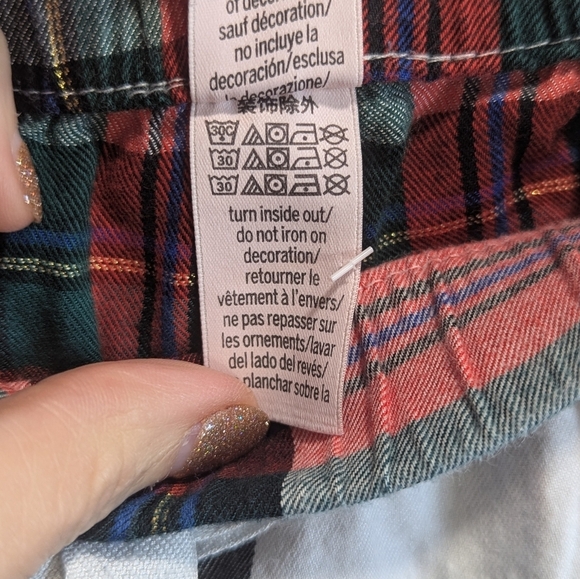 of decor
sauf décoration/
no incluye la
decoración/esclusa
la decorazione/
装饰除外
30C
30
30
turn inside out/
do not iron on
decoration/
retourner le
vêtement à l'envers/
ne pas repasser sur
les ornements/lavar
del lado del revés/
planchar sobre la